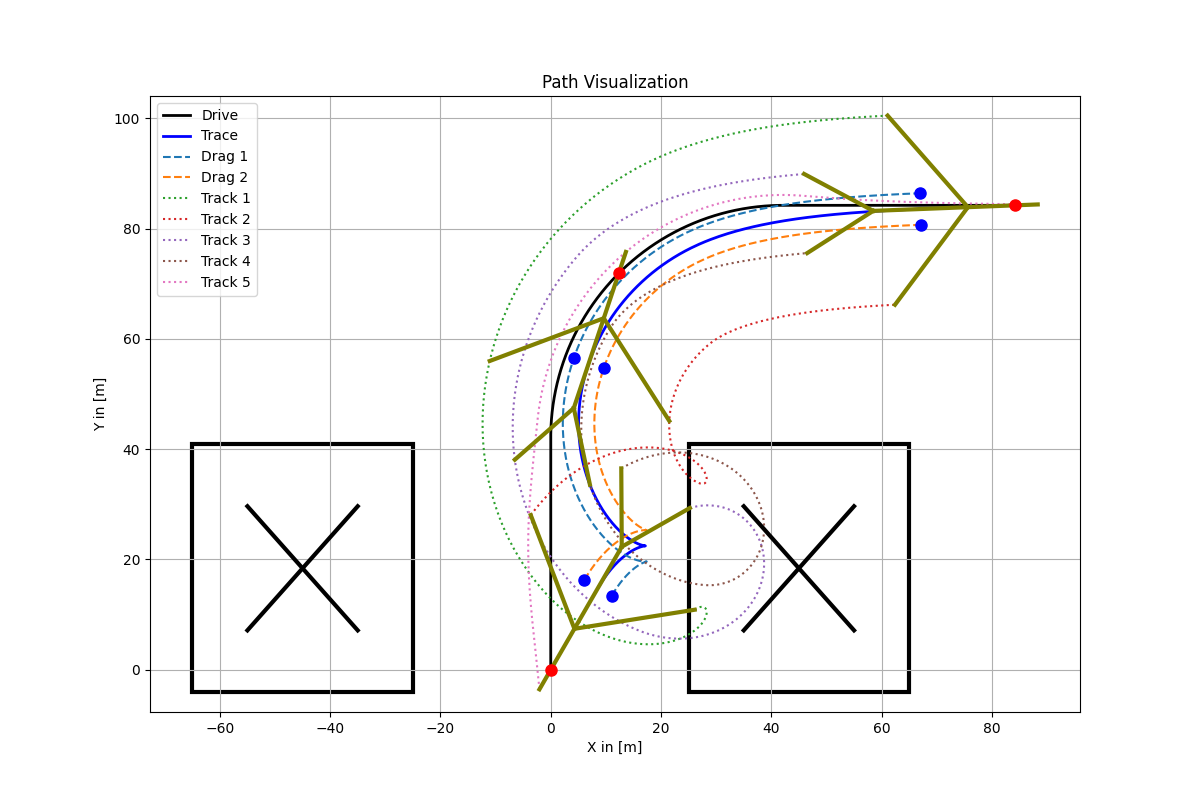 Path Visualization
Drive
Trace
Drag 1
Drag 2
Track 1
Track 2
Track 3
Track 4
Track 5
100
80
60
40
20
0
Y in [m]
−60
−40
−20
0
20
40
60
80
X in [m]